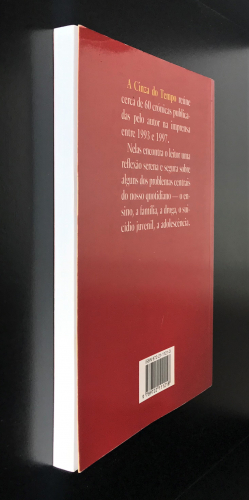 A Cinza do Tempo reúne
cerca de 60 crónicas publica-
das pelo autor na imprensa
entre 1993 e 1997.
Nelas encontra o leitor uma
reflexão serena e segura sobre
alguns dos problemas centrais
do nosso quotidiano — o en-
sino, a família, a droga, o sui-
cídio juvenil, a adolescência.